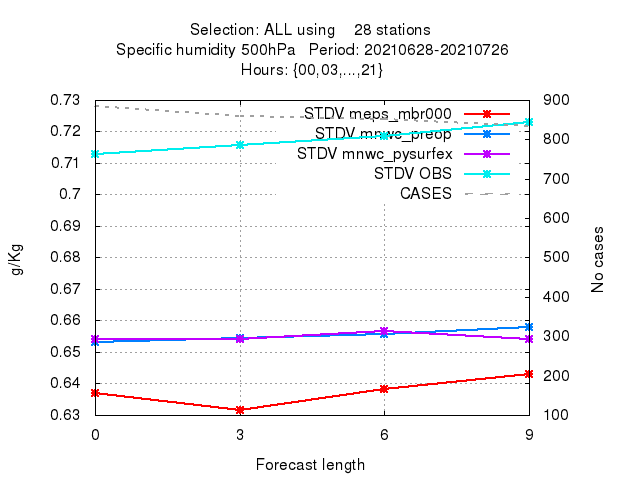 Selection: ALL using    28 stations
Specific humidity 500hPa   Period: 20210628-20210726
Hours: {00,03,...,21}
STDV meps_mbr000
STDV mnwc_preop
STDV mnwc_pysurfex
STDV OBS
CASES
0.73
0.72
0.71
0.7
0.69
0.68
0.67
0.66
0.65
0.64
0.63
g/Kg
900
800
700
600
500
400
300
200
100
No cases
0 3 6 9
Forecast length